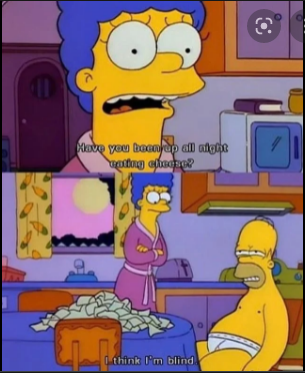 Have you been up all night
eating cheese?
I think I'm blind